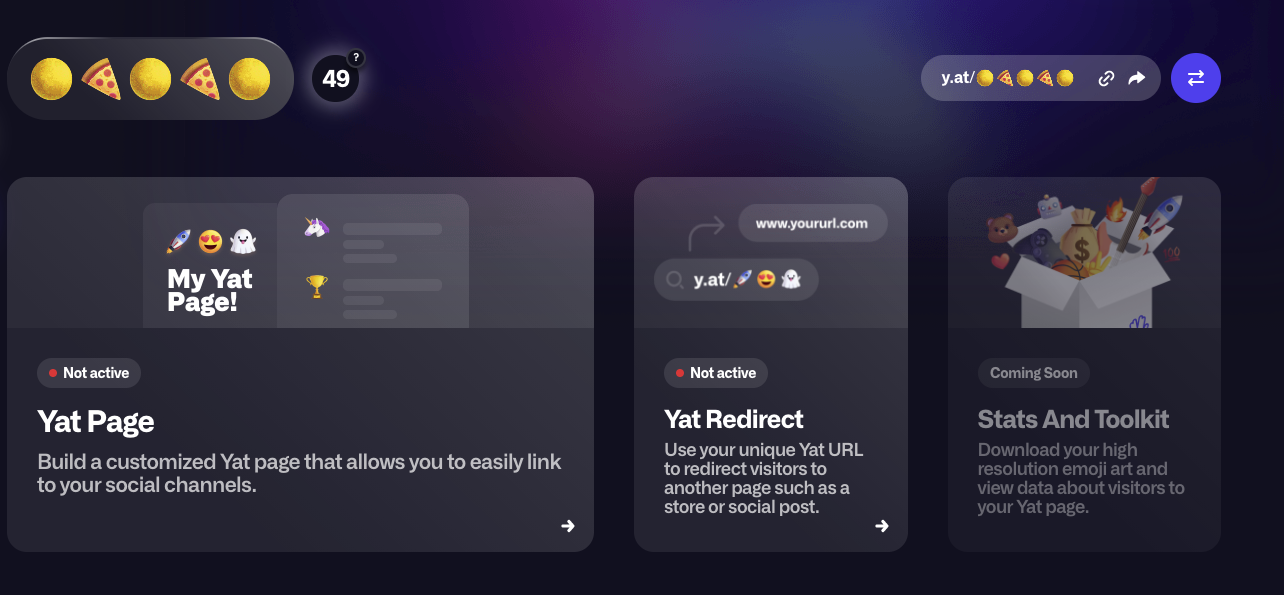 49
?
y.at/🌕🍕🌕🍕🌕
My Yat
Page!
www.yoururl.com
y.at/🚀😍👻
Not active
Yat Page
Build a customized Yat page that allows you to easily link
to your social channels.
Not active
Yat Redirect
Use your unique Yat URL
to redirect visitors to
another page such as a
store or social post.
$
💯
Coming Soon
Stats And Toolkit
Download your high
resolution emoji art and
view data about visitors to
your Yat page.